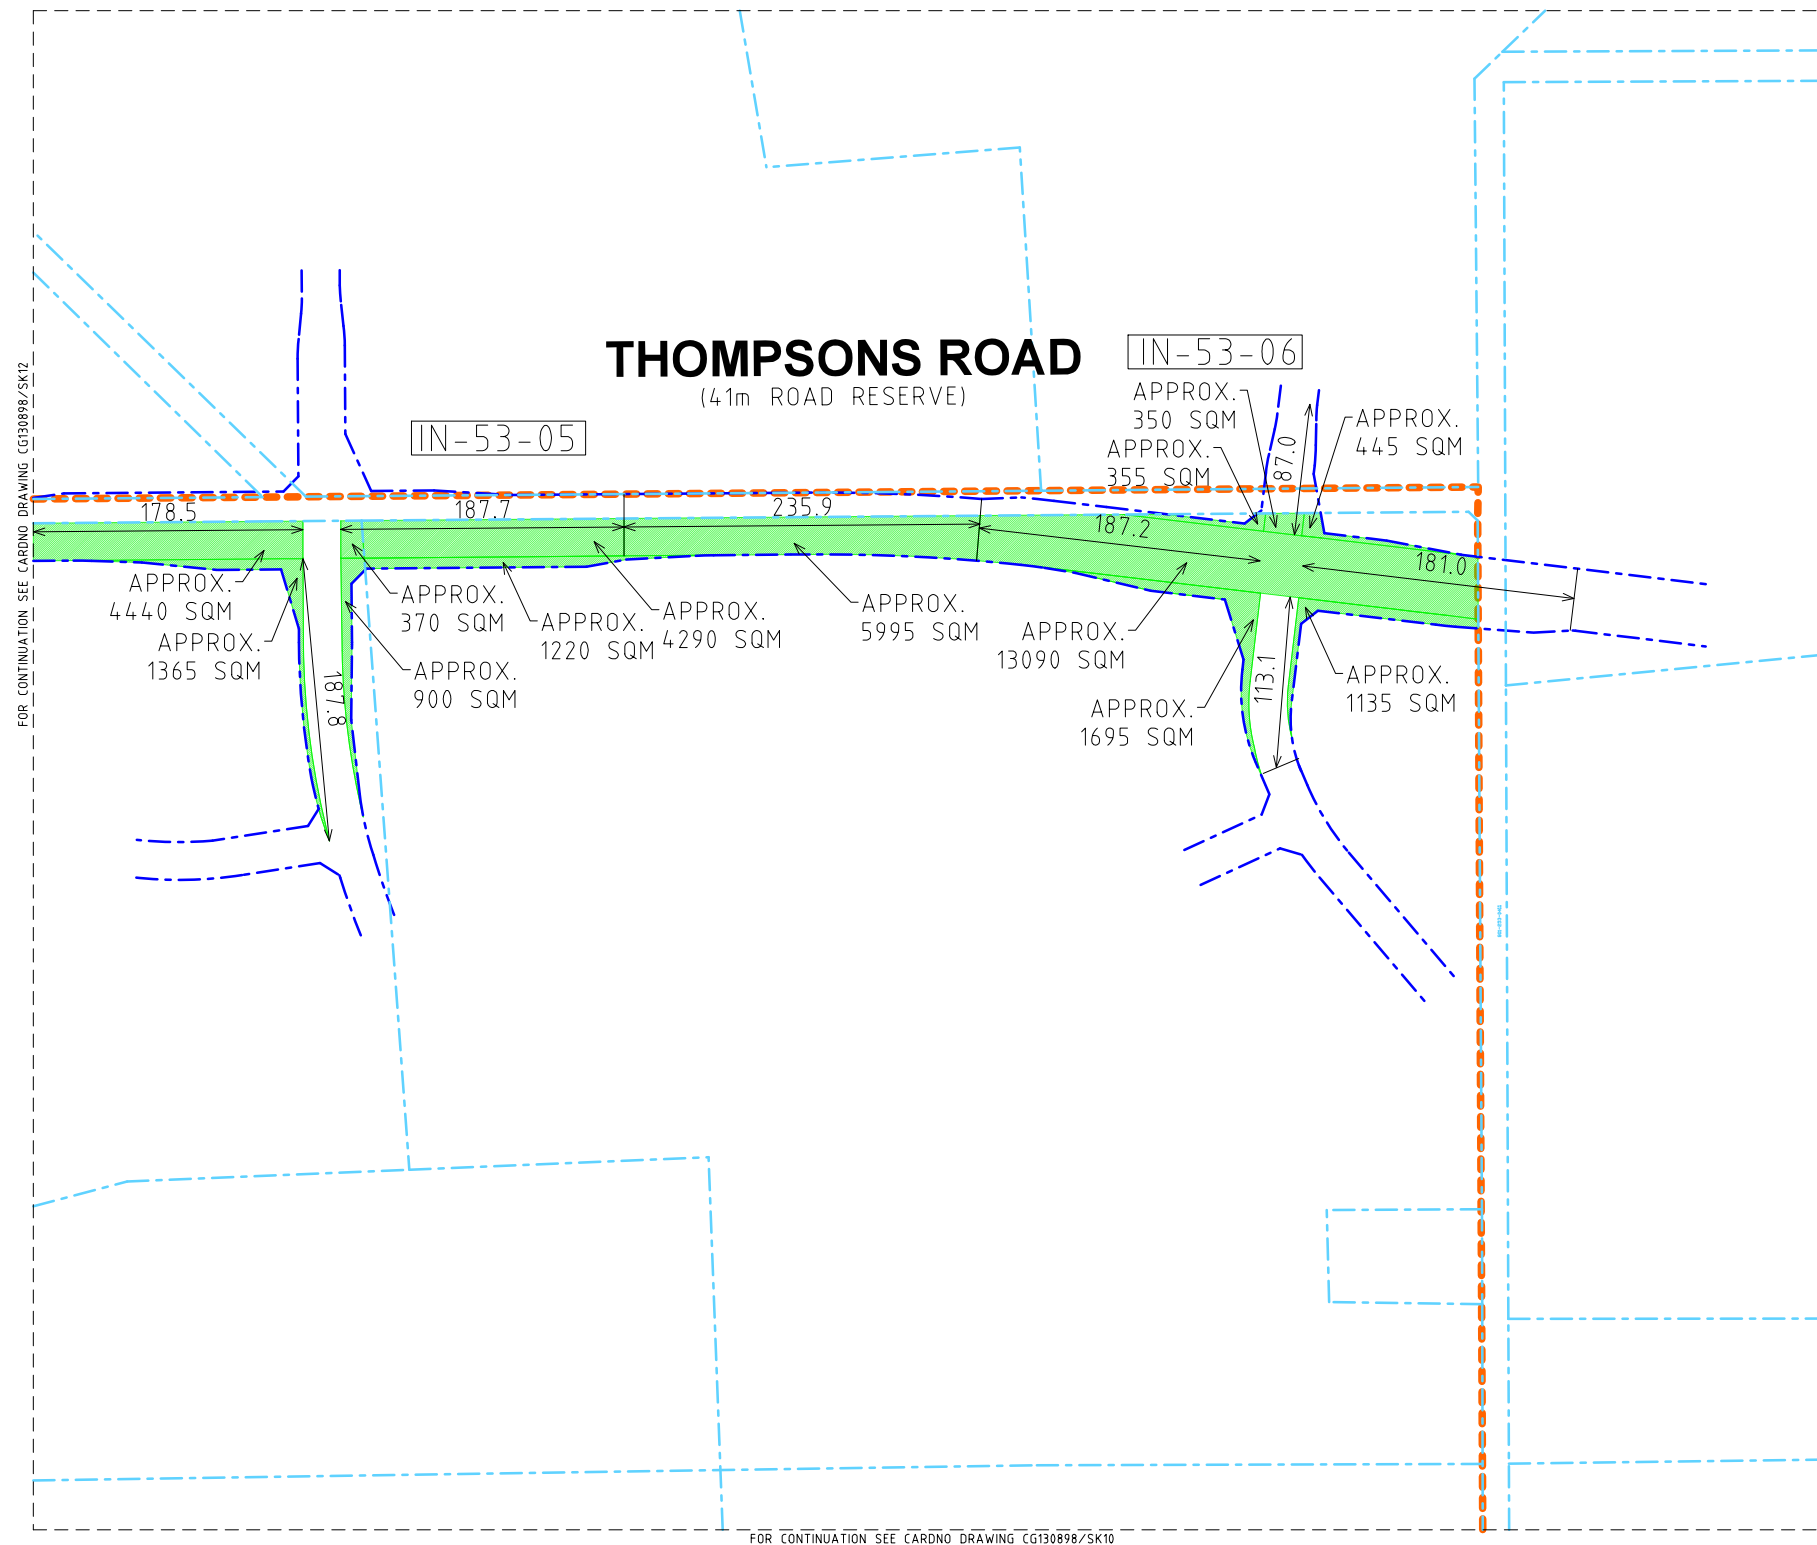 THOMPSONS ROAD
(41m ROAD RESERVE)
IN-53-06
IN-53-05
APPROX.
350 SQM
APPROX.
355 SQM
87.0
APPROX.
445 SQM
178.5
187.7
235.9
187.2
181.0
APPROX.
4440 SQM
APPROX.
1365 SQM
187.8
APPROX.
370 SQM
APPROX.
900 SQM
APPROX.
1220 SQM
APPROX.
4290 SQM
APPROX.
5995 SQM
APPROX.
13090 SQM
APPROX.
1695 SQM
113.1
APPROX.
1135 SQM
FOR CONTINUATION SEE CARDNO DRAWING CG130898/SK12
FOR CONTINUATION SEE CARDNO DRAWING CG130898/SK10